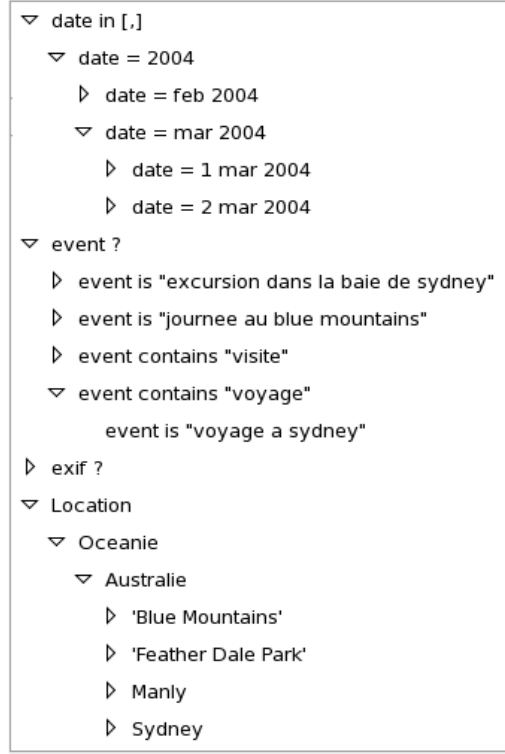 date in [,]
date = 2004
date = feb 2004
date = mar 2004
date = 1 mar 2004
date = 2 mar 2004
event ?
event is "excursion dans la baie de sydney"
event is "journee au blue mountains"
event contains "visite"
event contains "voyage"
event is "voyage a sydney"
exif ?
Location
Oceanie
Australie
'Blue Mountains'
'Feather Dale Park'
Manly
Sydney